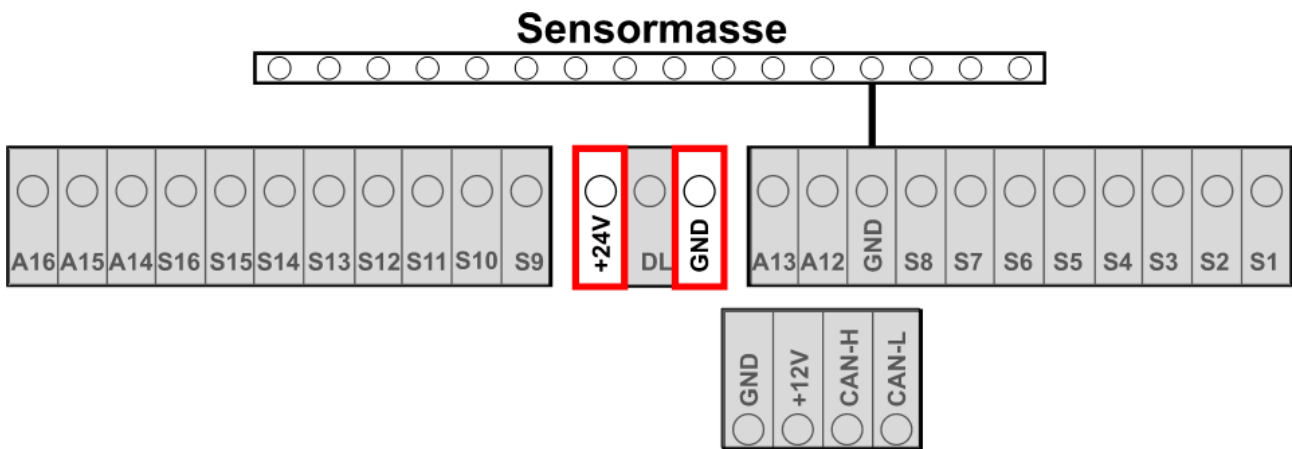 Sensormasse
A16 A15 A14 S16 S15 S14 S13 S12 S11 S10 S9 +24V DL GND A13 A12 GND S8 S7 S6 S5 S4 S3 S2 S1
GND +12V CAN-H CAN-L